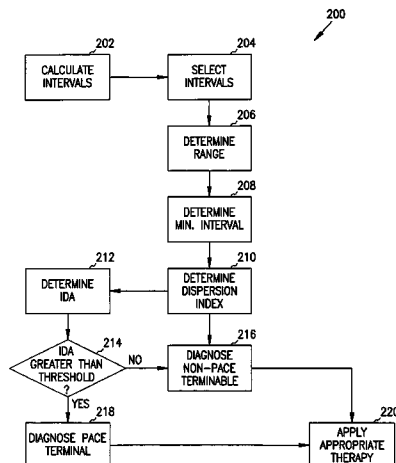 200
202
CALCULATE
INTERVALS
204
SELECT
INTERVALS
206
DETERMINE
RANGE
208
DETERMINE
MIN. INTERVAL
210
DETERMINE
DISPERSION
INDEX
212
DETERMINE
IDA
214
IDA
GREATER THAN
THRESHOLD
?
NO
YES
216
DIAGNOSE
NON-PACE
TERMINABLE
218
DIAGNOSE PACE
TERMINAL
220
APPLY
APPROPRIATE
THERAPY